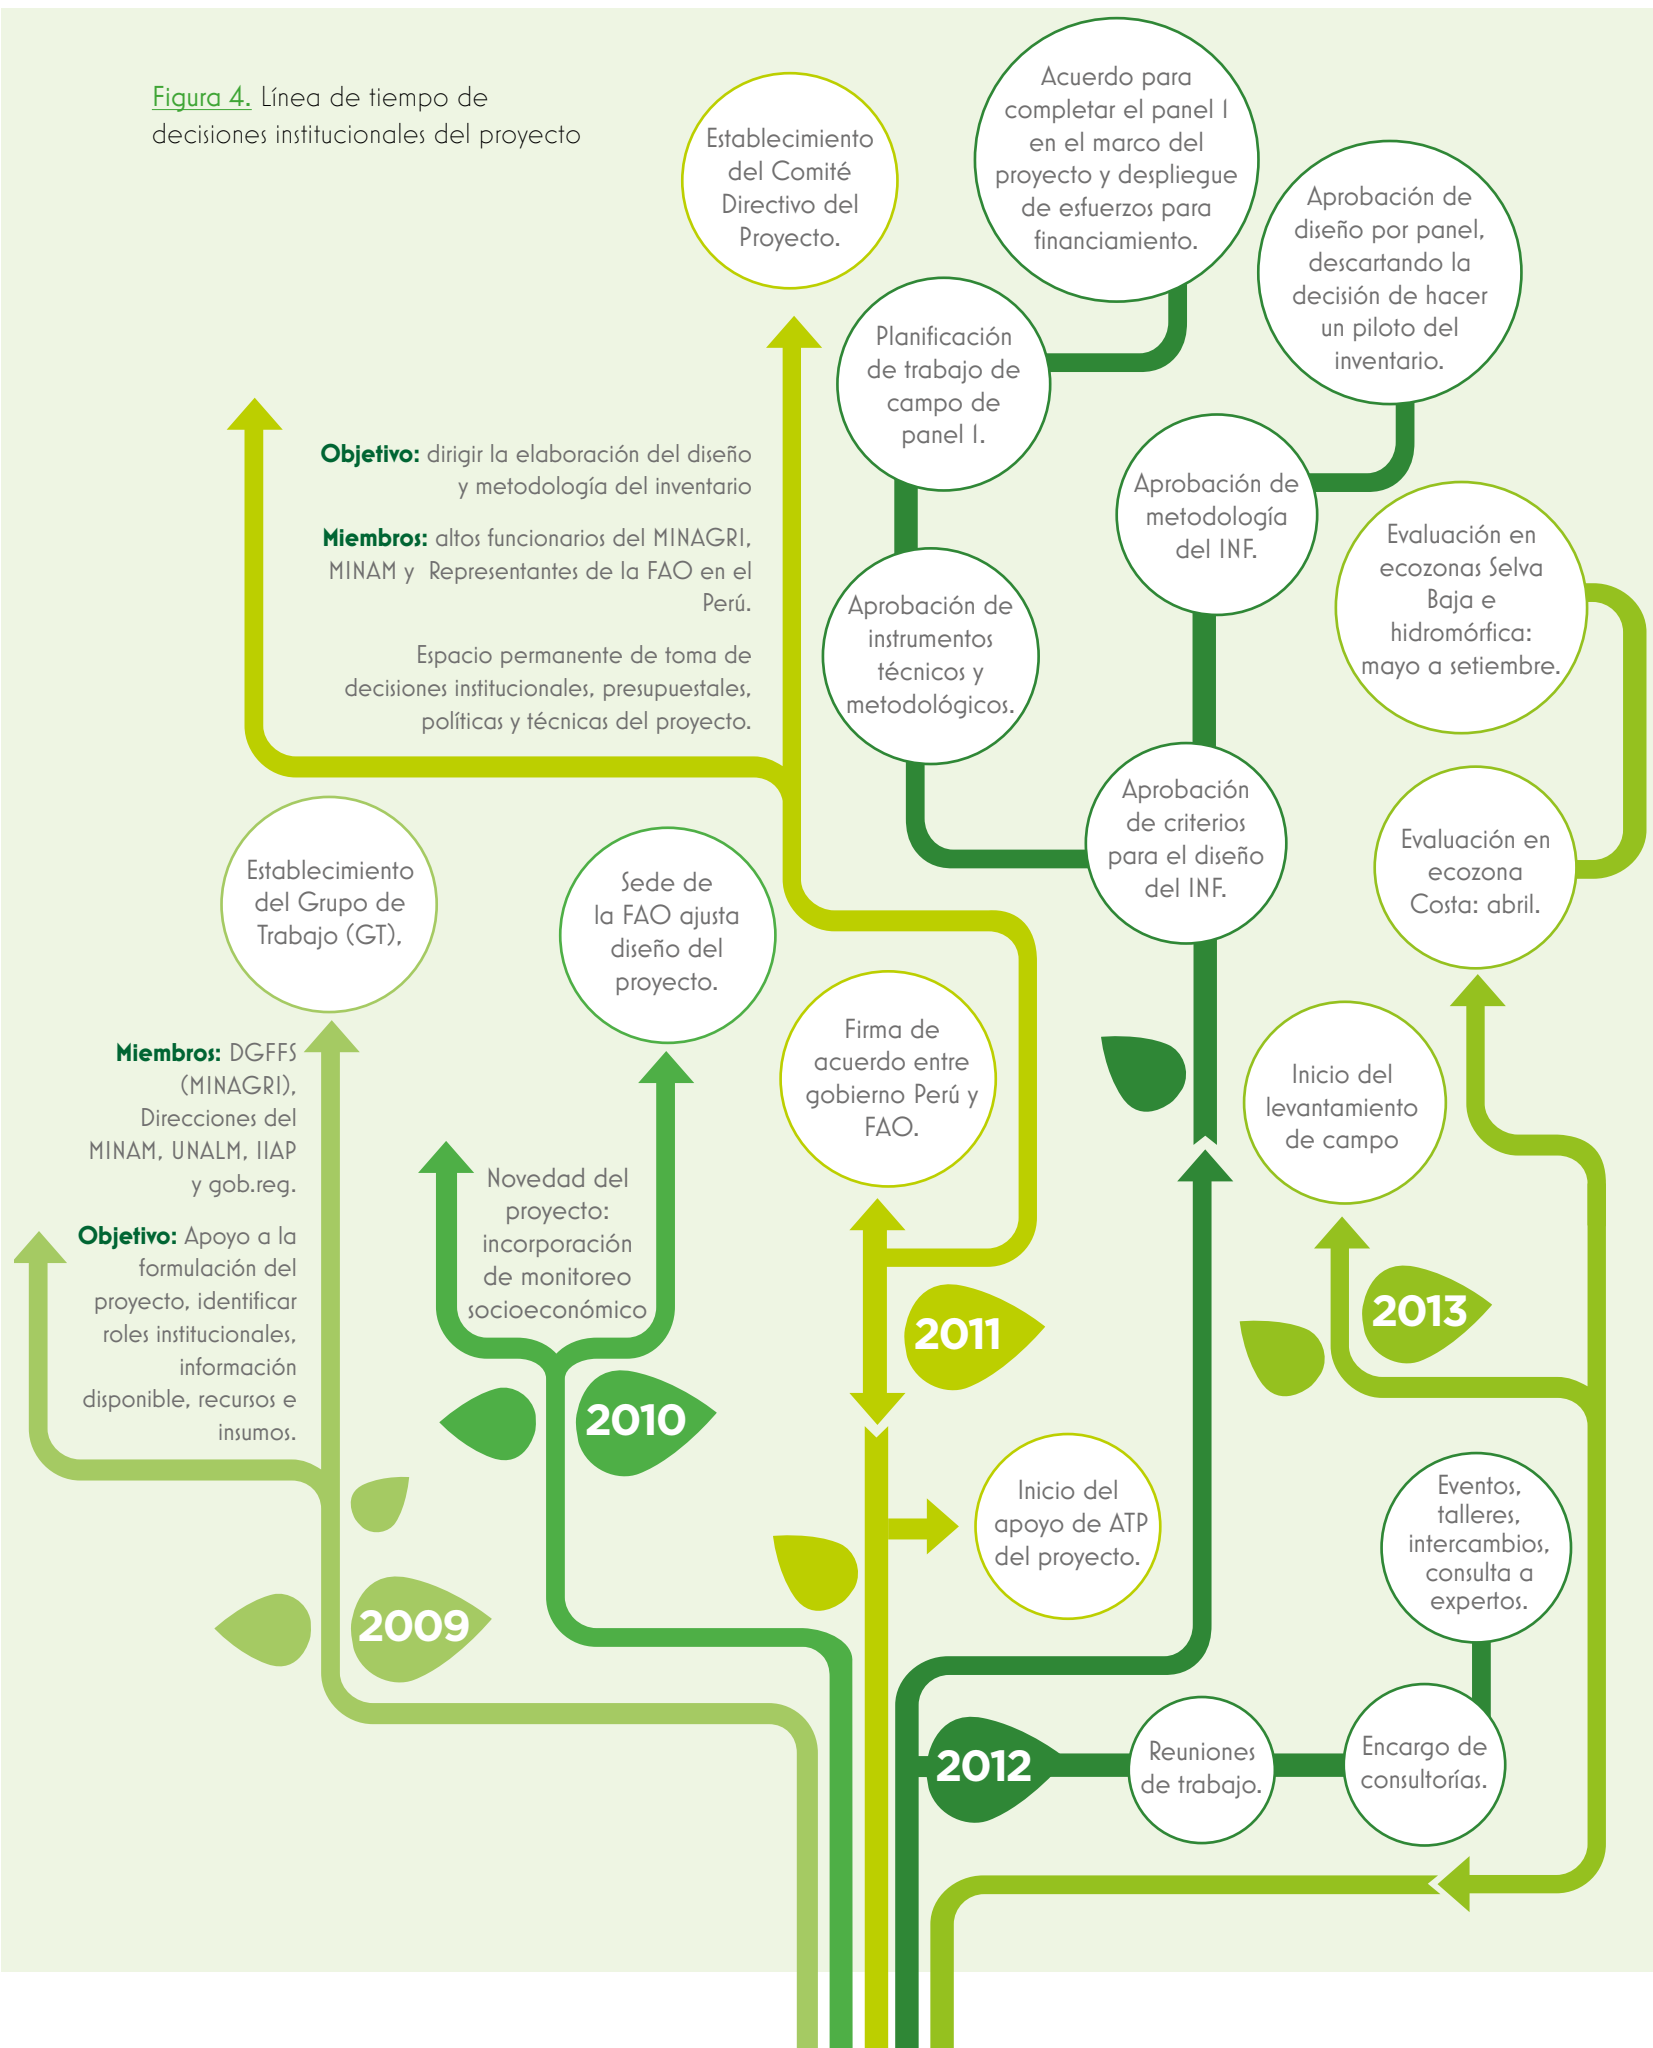 Figura 4. Línea de tiempo de
decisiones institucionales del proyecto
Establecimiento
del Comité
Directivo del
Proyecto.
Acuerdo para
completar el panel 1
en el marco del
proyecto y despliegue
de esfuerzos para
financiamiento.
Aprobación de
diseño por panel,
descartando la
decisión de hacer
un piloto del
inventario.
Planificación
de trabajo de
campo de
panel 1.
Objetivo: dirigir la elaboración del diseño
y metodología del inventario
Miembros: altos funcionarios del MINAGRI,
MINAM y Representantes de la FAO en el
Perú.
Espacio permanente de toma de
decisiones institucionales, presupuestales,
políticas y técnicas del proyecto.
Aprobación de
metodología
del INF.
Evaluación en
ecozonas Selva
Baja e
hidromórfica:
mayo a setiembre.
Aprobación de
instrumentos
técnicos y
metodológicos.
Aprobación
de criterios
para el diseño
del INF.
Evaluación en
ecozona
Costa: abril.
Establecimiento
del Grupo de
Trabajo (GT),
Sede de
la FAO ajusta
diseño del
proyecto.
Firma de
acuerdo entre
gobierno Perú y
FAO.
Inicio del
levantamiento
de campo
Miembros: DGFFS
(MINAGRI),
Direcciones del
MINAM, UNALM, IIAP
y gob.reg.
Objetivo: Apoyo a la
formulación del
proyecto, identificar
roles institucionales,
información
disponible, recursos e
insumos.
Novedad del
proyecto:
incorporación
de monitoreo
socioeconómico
2011
2013
2010
Inicio del
apoyo de ATP
del proyecto.
Eventos,
talleres,
intercambios,
consulta a
expertos.
2009
2012
Reuniones
de trabajo.
Encargo de
consultorías.